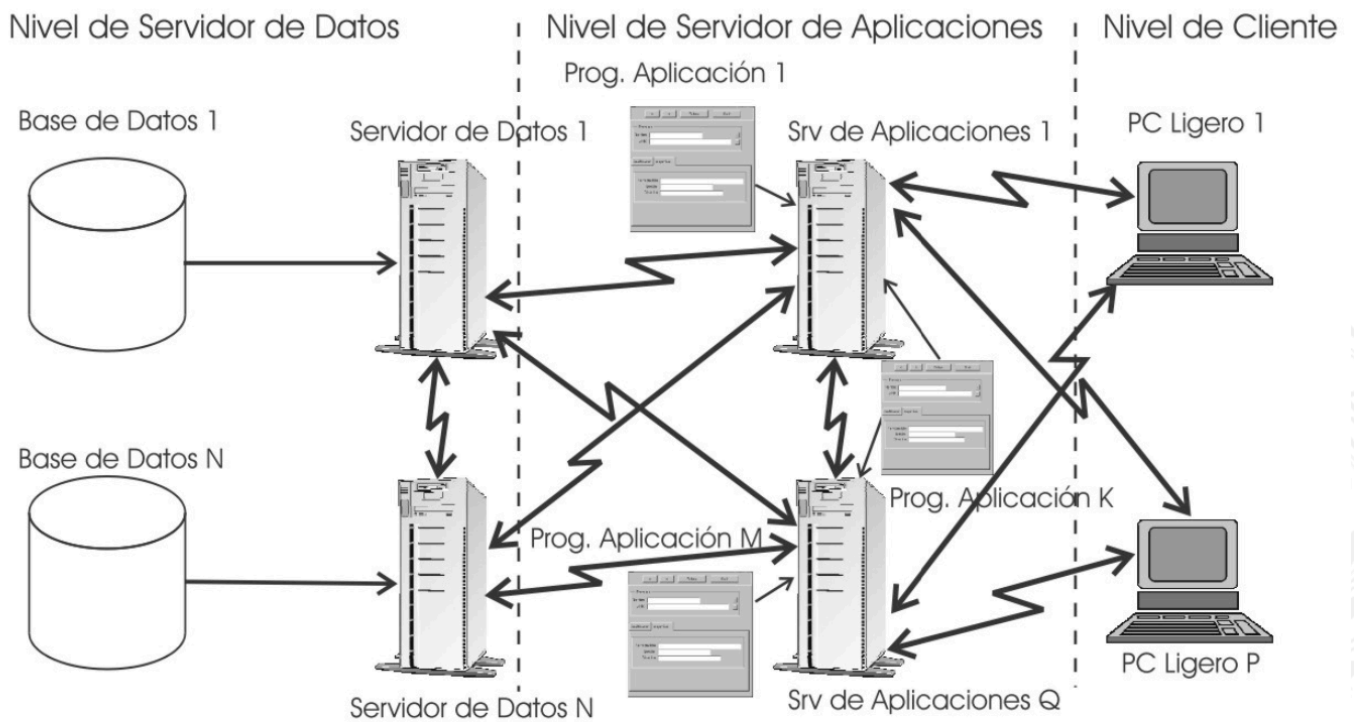 Nivel de Servidor de Datos
Nivel de Servidor de Aplicaciones
Nivel de Cliente
Prog. Aplicación 1
Base de Datos 1
Servidor de Datos 1
Srv de Aplicaciones 1
PC Ligero 1
Base de Datos N
Prog. Aplicación K
Prog. Aplicación M
PC Ligero P
Servidor de Datos N
Srv de Aplicaciones Q